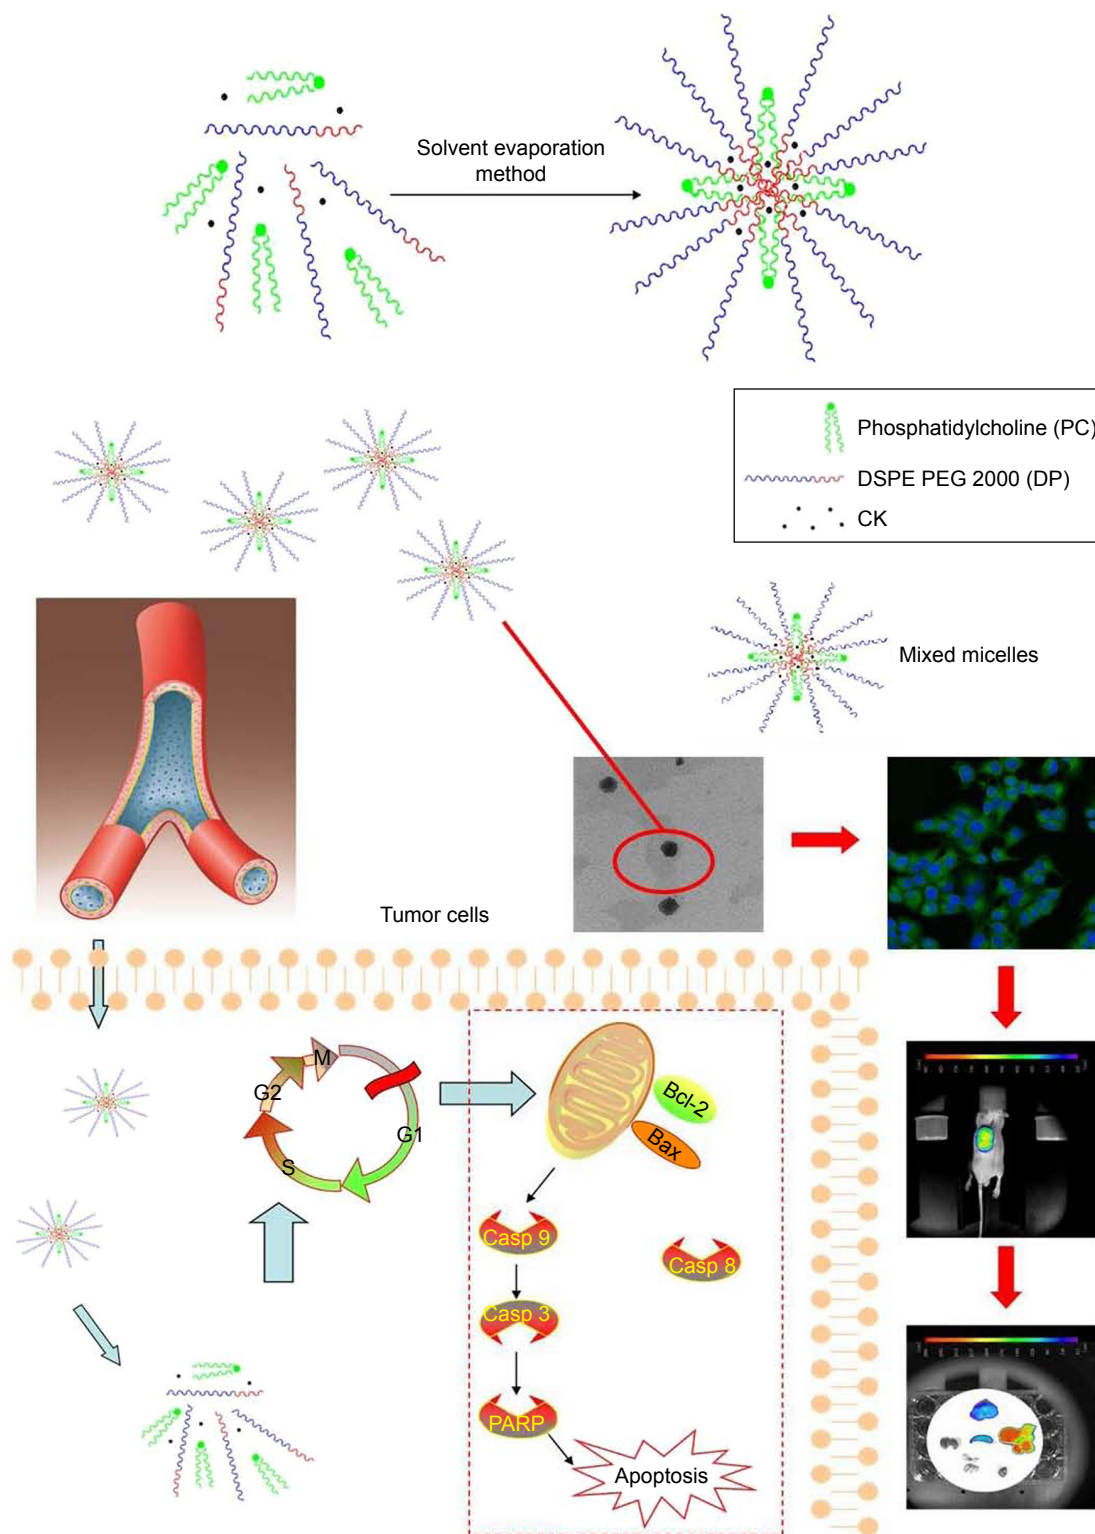 Solvent evaporation
method
Phosphatidylcholine (PC)
DSPE PEG 2000 (DP)
CK
Mixed micelles
Tumor cells
M
G2
G1
S
Bcl-2
Bax
Casp 9
Casp 8
Casp 3
PARP
Apoptosis